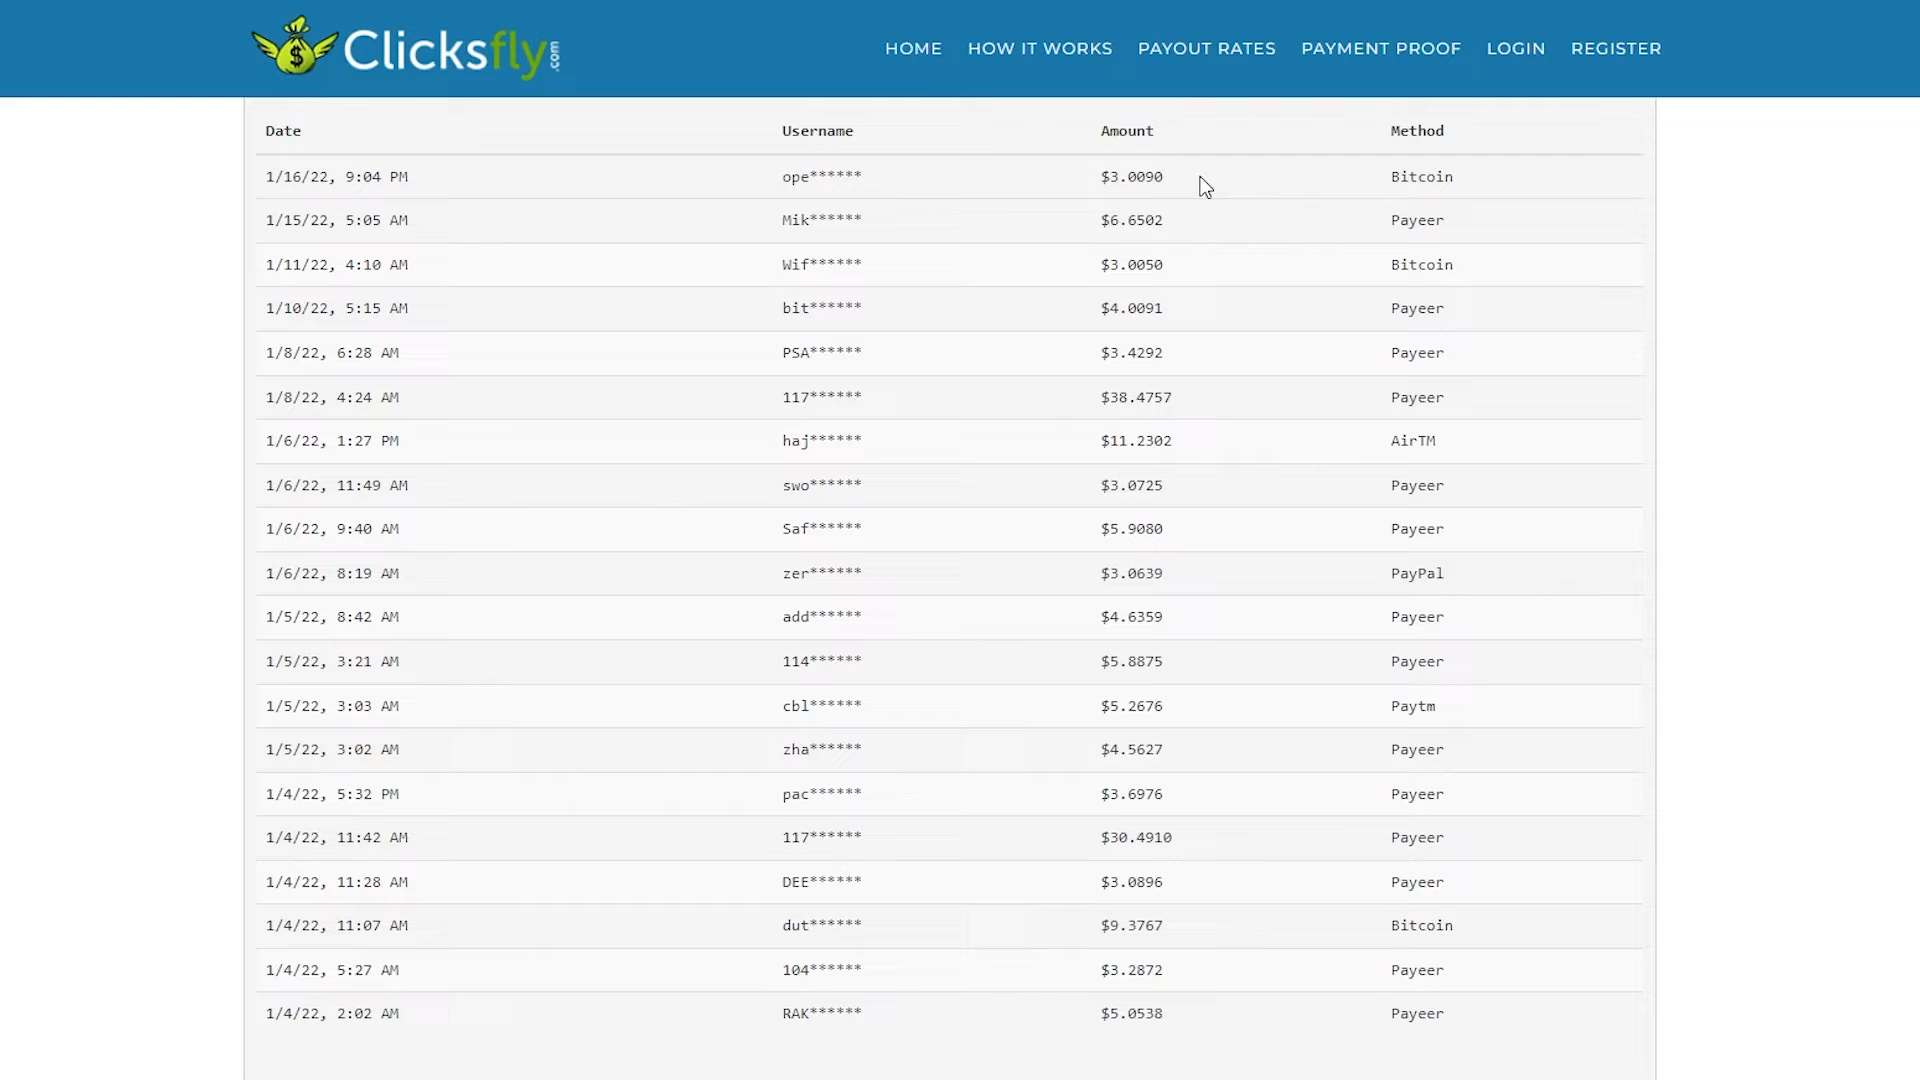 Clicksfly.com HOME HOW IT WORKS PAYOUT RATES PAYMENT PROOF LOGIN REGISTER
Date Username Amount Method
1/16/22, 9:04 PM ope****** $3.0090 Bitcoin
1/15/22, 5:05 AM Mik****** $6.6502 Payeer
1/11/22, 4:10 AM Wif****** $3.0050 Bitcoin
1/10/22, 5:15 AM bit****** $4.0091 Payeer
1/8/22, 6:28 AM PSA****** $3.4292 Payeer
1/8/22, 4:24 AM 117****** $38.4757 Payeer
1/6/22, 1:27 PM haj****** $11.2302 AirTM
1/6/22, 11:49 AM swo****** $3.0725 Payeer
1/6/22, 9:40 AM Saf****** $5.9080 Payeer
1/6/22, 8:19 AM zer****** $3.0639 PayPal
1/5/22, 8:42 AM add****** $4.6359 Payeer
1/5/22, 3:21 AM 114****** $5.8875 Payeer
1/5/22, 3:03 AM cbl****** $5.2676 Paytm
1/5/22, 3:02 AM zha****** $4.5627 Payeer
1/4/22, 5:32 PM pac****** $3.6976 Payeer
1/4/22, 11:42 AM 117****** $30.4910 Payeer
1/4/22, 11:28 AM DEE****** $3.0896 Payeer
1/4/22, 11:07 AM dut****** $9.3767 Bitcoin
1/4/22, 5:27 AM 104****** $3.2872 Payeer
1/4/22, 2:02 AM RAK****** $5.0538 Payeer